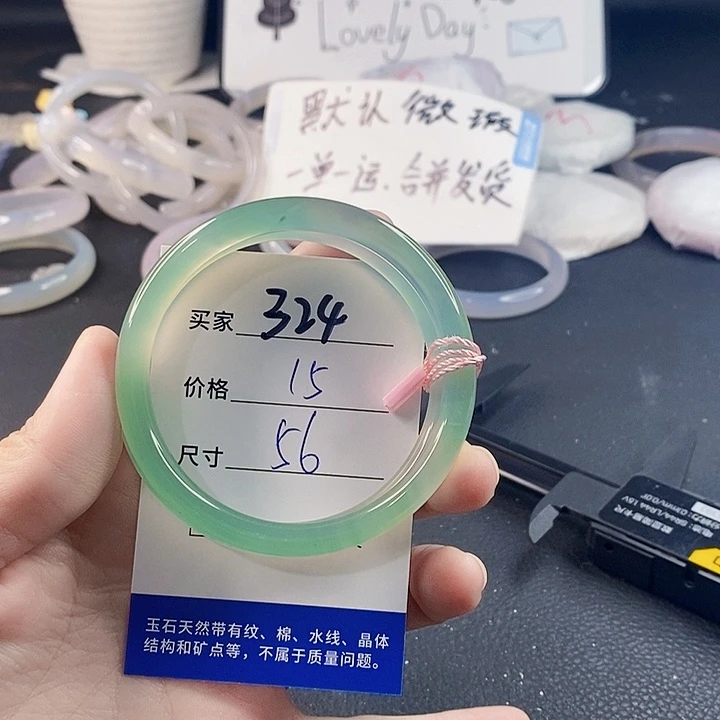 Lovely Day
默认微瑕
一单一运.合并发货
买家 324
价格 15
尺寸 56
玉石天然带有纹、棉、水线、晶体
结构和矿点等，不属于质量问题。